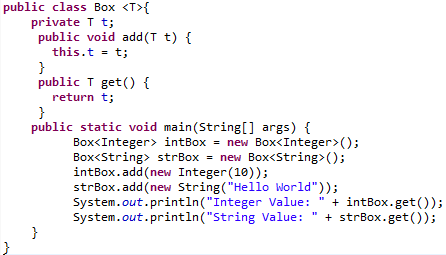 public class Box <T>{
    private T t;
     public void add(T t) {
       this.t = t;
     }
     public T get() {
       return t;
     }
    public static void main(String[] args) {
          Box<Integer> intBox = new Box<Integer>();
          Box<String> strBox = new Box<String>();
          intBox.add(new Integer(10));
          strBox.add(new String("Hello World"));
          System.out.println("Integer Value: " + intBox.get());
          System.out.println("String Value: " + strBox.get());
    }
}